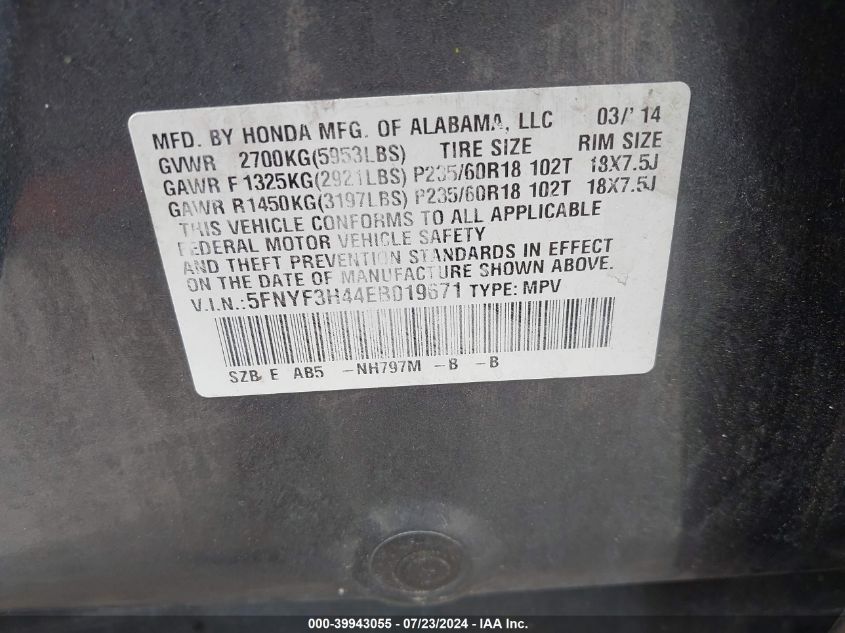 MFD. BY HONDA MFG. OF ALABAMA, LLC 03/'14
GVWR 2700KG(5953LBS) TIRE SIZE RIM SIZE
GAWR F1325KG(2921LBS) P235/60R18 102T 18X7.5J
GAWR R1450KG(3197LBS) P235/60R18 102T 18X7.5J
THIS VEHICLE CONFORMS TO ALL APPLICABLE
FEDERAL MOTOR VEHICLE SAFETY
AND THEFT PREVENTION STANDARDS IN EFFECT
ON THE DATE OF MANUFACTURE SHOWN ABOVE.
V.I.N.:5FNYF3H44EB019671 TYPE: MPV
SZB E AB5 -NH797M -B -B
000-39943055 / 07/23/2024 - © IAA Inc.